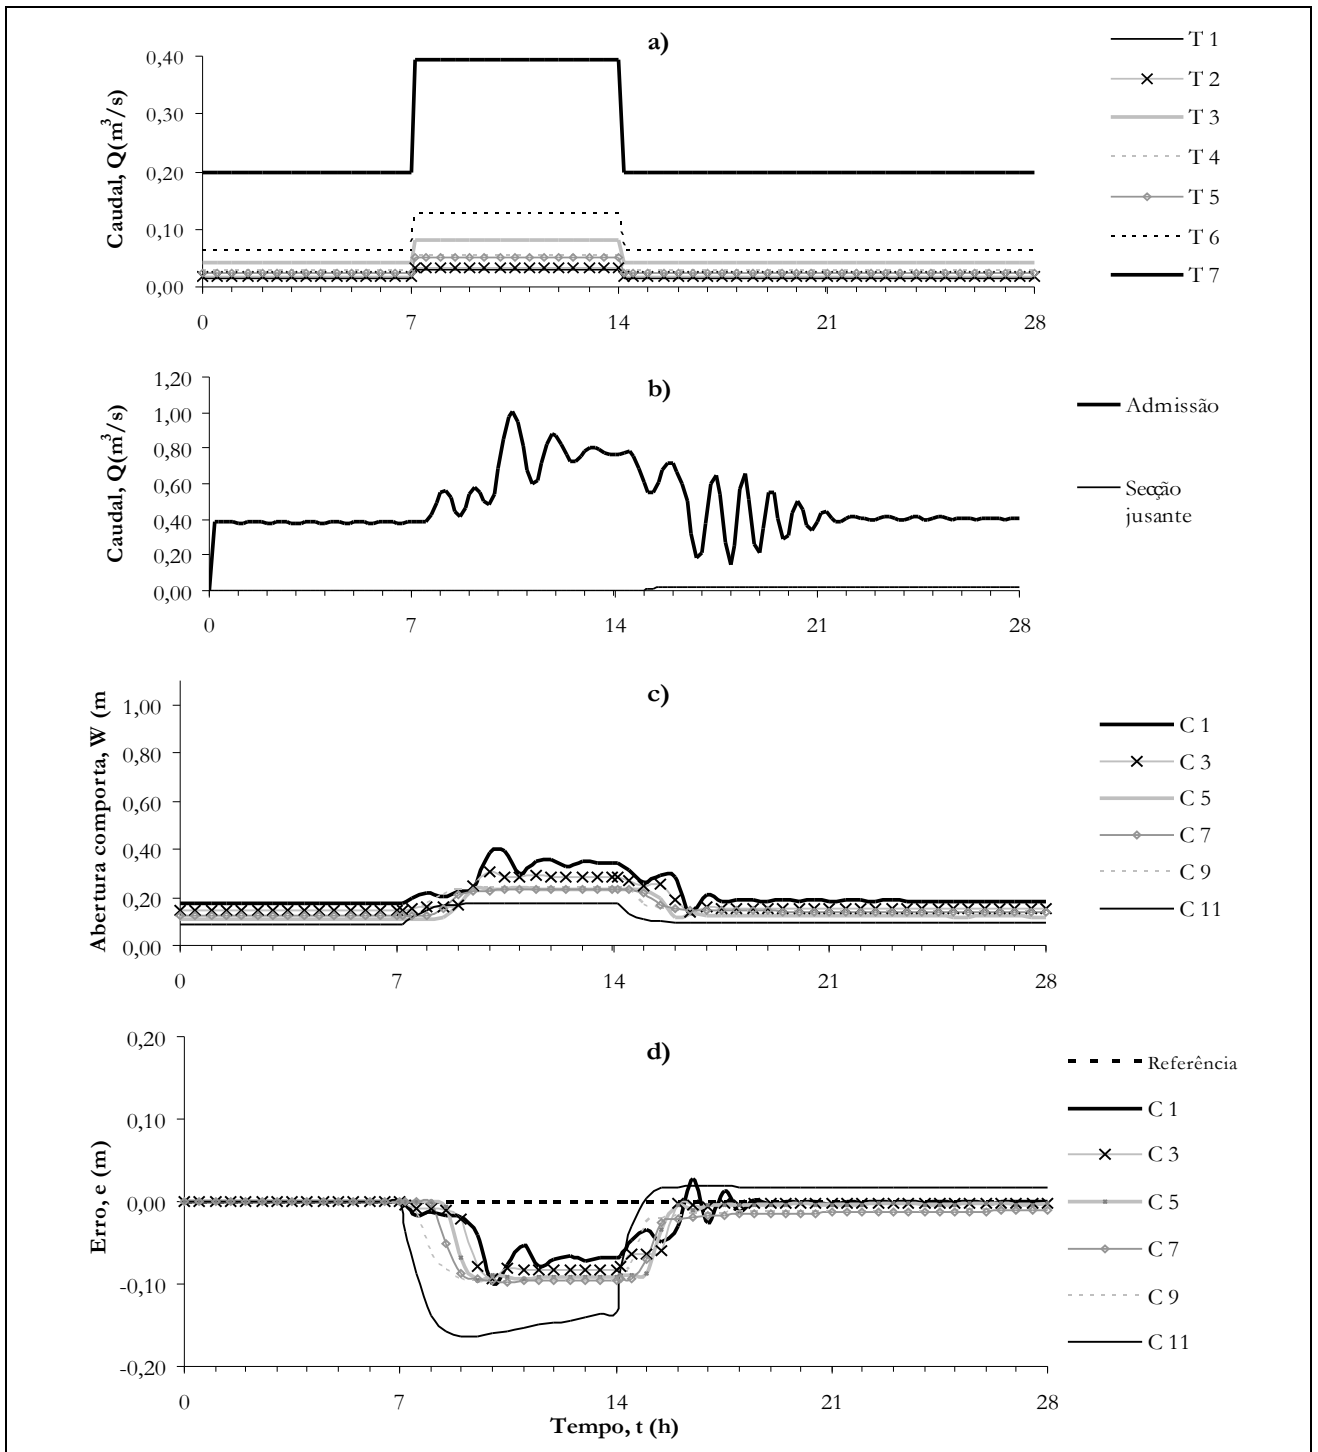 a)
Caudal, Q(m³/s)
0,40
0,30
0,20
0,10
0,00
0 7 14 21 28
T 1
T 2
T 3
T 4
T 5
T 6
T 7
b)
Caudal, Q(m³/s)
1,20
1,00
0,80
0,60
0,40
0,20
0,00
0 7 14 21 28
Admissão
Secção
jusante
c)
Abertura comporta, W (m
1,00
0,80
0,60
0,40
0,20
0,00
0 7 14 21 28
C 1
C 3
C 5
C 7
C 9
C 11
d)
Erro, e (m)
0,20
0,10
0,00
-0,10
-0,20
0 7 14 21 28
Tempo, t (h)
Referência
C 1
C 3
C 5
C 7
C 9
C 11